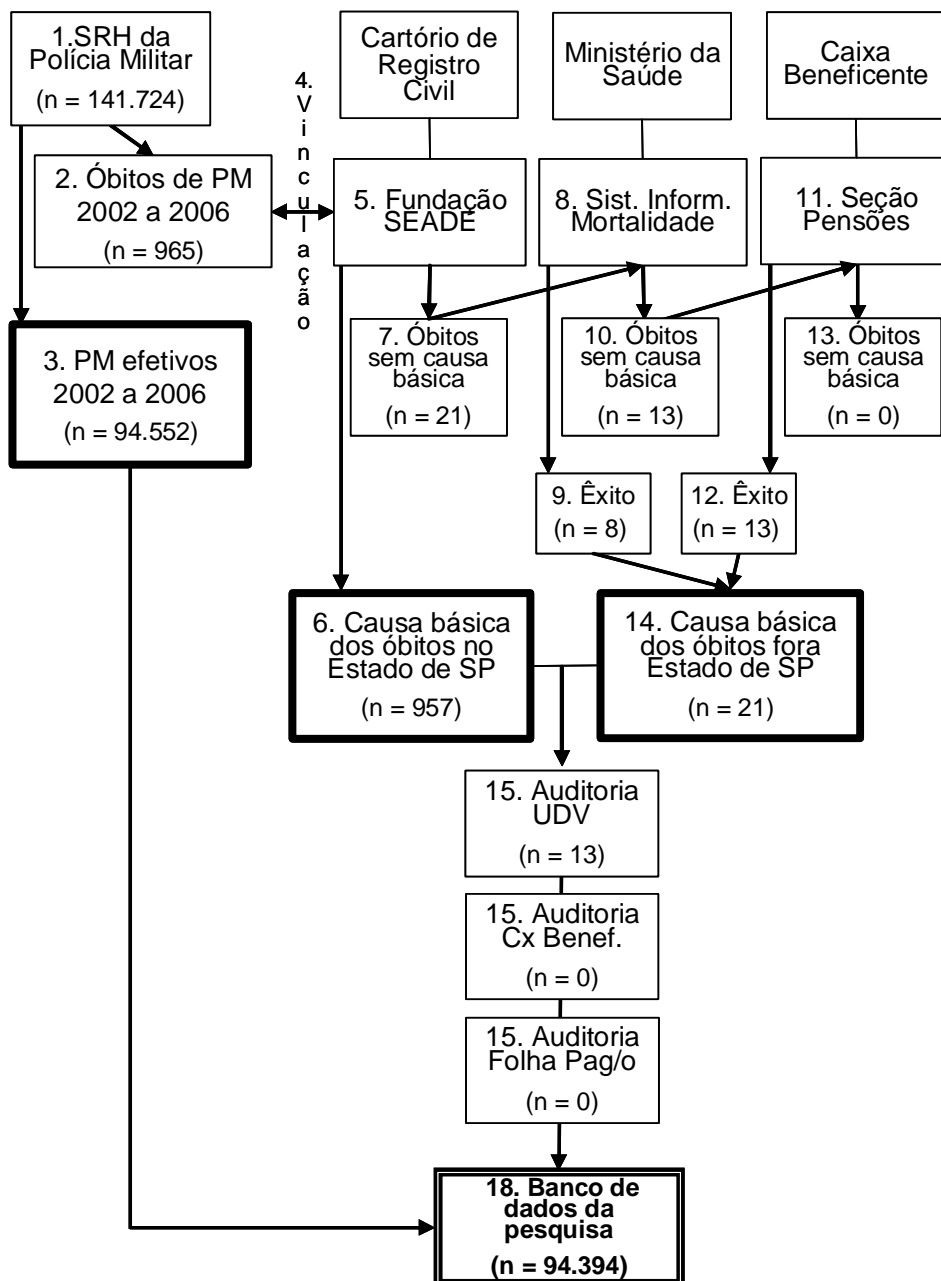 1.SRH da
Polícia Militar
(n = 141.724)
Cartório de
Registro
Civil
Ministério da
Saúde
Caixa
Beneficente
4.
V
i
n
c
u
l
a
ç
ã
o
2. Óbitos de PM
2002 a 2006
(n = 965)
5. Fundação
SEADE
8. Sist. Inform.
Mortalidade
11. Seção
Pensões
3. PM efetivos
2002 a 2006
(n = 94.552)
7. Óbitos
sem causa
básica
(n = 21)
10. Óbitos
sem causa
básica
(n = 13)
13. Óbitos
sem causa
básica
(n = 0)
9. Êxito
(n = 8)
12. Êxito
(n = 13)
6. Causa básica
dos óbitos no
Estado de SP
(n = 957)
14. Causa básica
dos óbitos fora
Estado de SP
(n = 21)
15. Auditoria
UDV
(n = 13)
15. Auditoria
Cx Benef.
(n = 0)
15. Auditoria
Folha Pag/o
(n = 0)
18. Banco de
dados da
pesquisa
(n = 94.394)